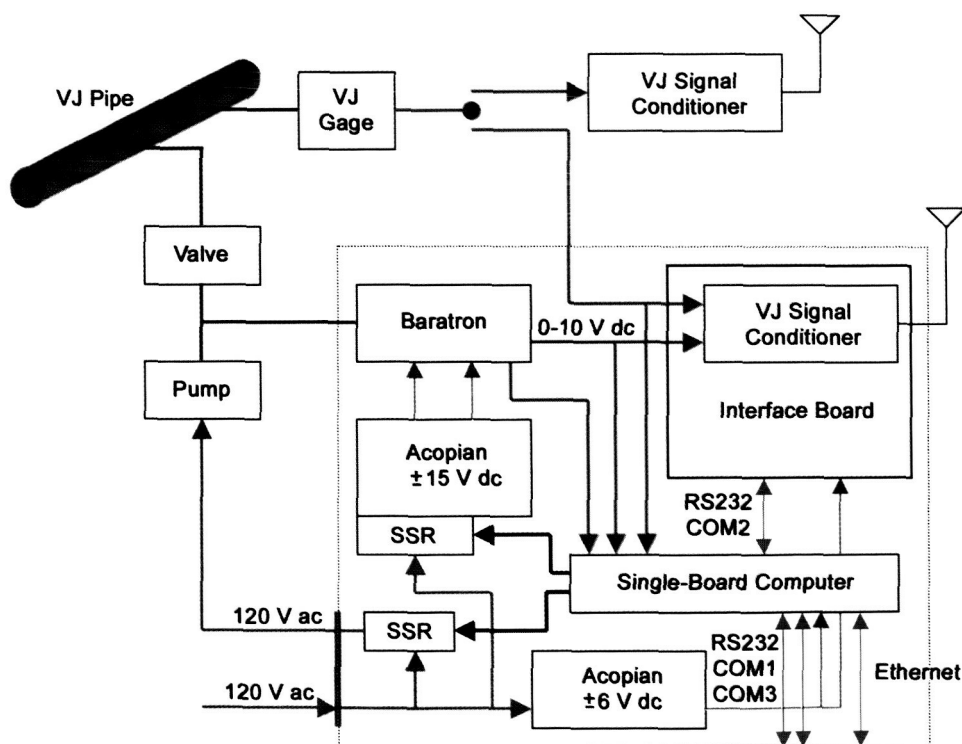 VJ Pipe
VJ
Gage
VJ Signal
Conditioner
Valve
Baratron
0-10 V dc
VJ Signal
Conditioner
Pump
Interface Board
Acopian
±15 V dc
SSR
RS232
COM2
Single-Board Computer
120 V ac
SSR
RS232
COM1
COM3
Ethernet
120 V ac
Acopian
±6 V dc